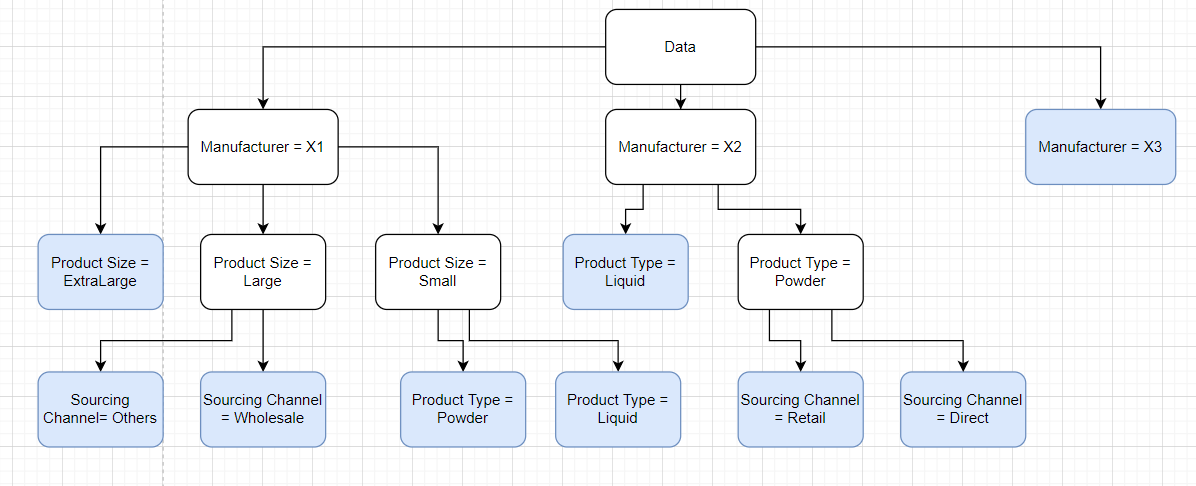 Data
Manufacturer = X1
Manufacturer = X2
Manufacturer = X3
Product Size =
ExtraLarge
Product Size =
Large
Product Size =
Small
Product Type =
Liquid
Product Type =
Powder
Sourcing
Channel= Others
Sourcing Channel
= Wholesale
Product Type =
Powder
Product Type =
Liquid
Sourcing Channel
= Retail
Sourcing Channel
= Direct